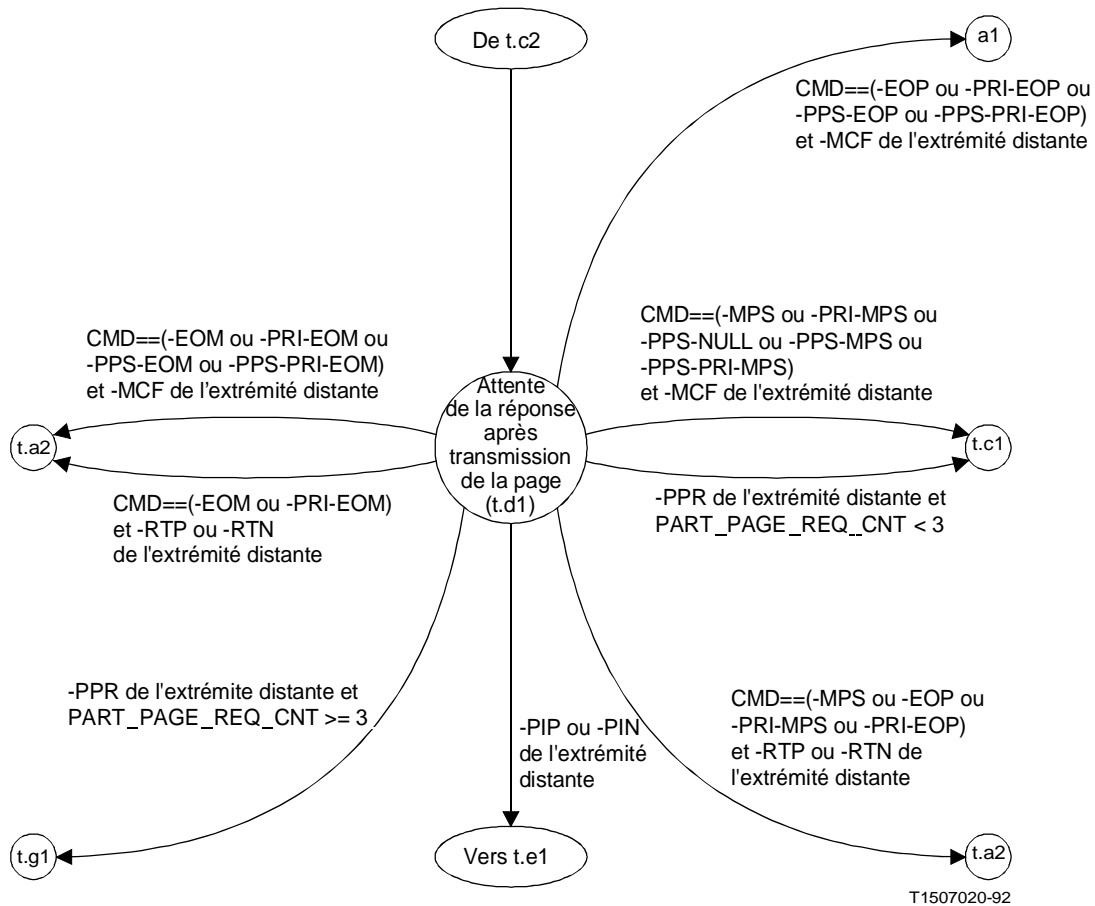 De t.c2
a1
CMD==(-EOP ou -PRI-EOP ou
-PPS-EOP ou -PPS-PRI-EOP)
et -MCF de l'extrémité distante
CMD==(-EOM ou -PRI-EOM ou
-PPS-EOM ou -PPS-PRI-EOM)
et -MCF de l'extrémité distante
CMD==(-MPS ou -PRI-MPS ou
-PPS-NULL ou -PPS-MPS ou
-PPS-PRI-MPS)
et -MCF de l'extrémité distante
t.a2
Attente
de la réponse
après
transmission
de la page
(t.d1)
t.c1
CMD==(-EOM ou -PRI-EOM)
et -RTP ou -RTN
de l'extrémité distante
-PPR de l'extrémité distante et
PART_PAGE_REQ_CNT < 3
-PPR de l'extrémite distante et
PART_PAGE_REQ_CNT >= 3
-PIP ou -PIN
de l'extrémité
distante
CMD==(-MPS ou -EOP ou
-PRI-MPS ou -PRI-EOP)
et -RTP ou -RTN de
l'extrémité distante
t.g1
Vers t.e1
t.a2
T1507020-92